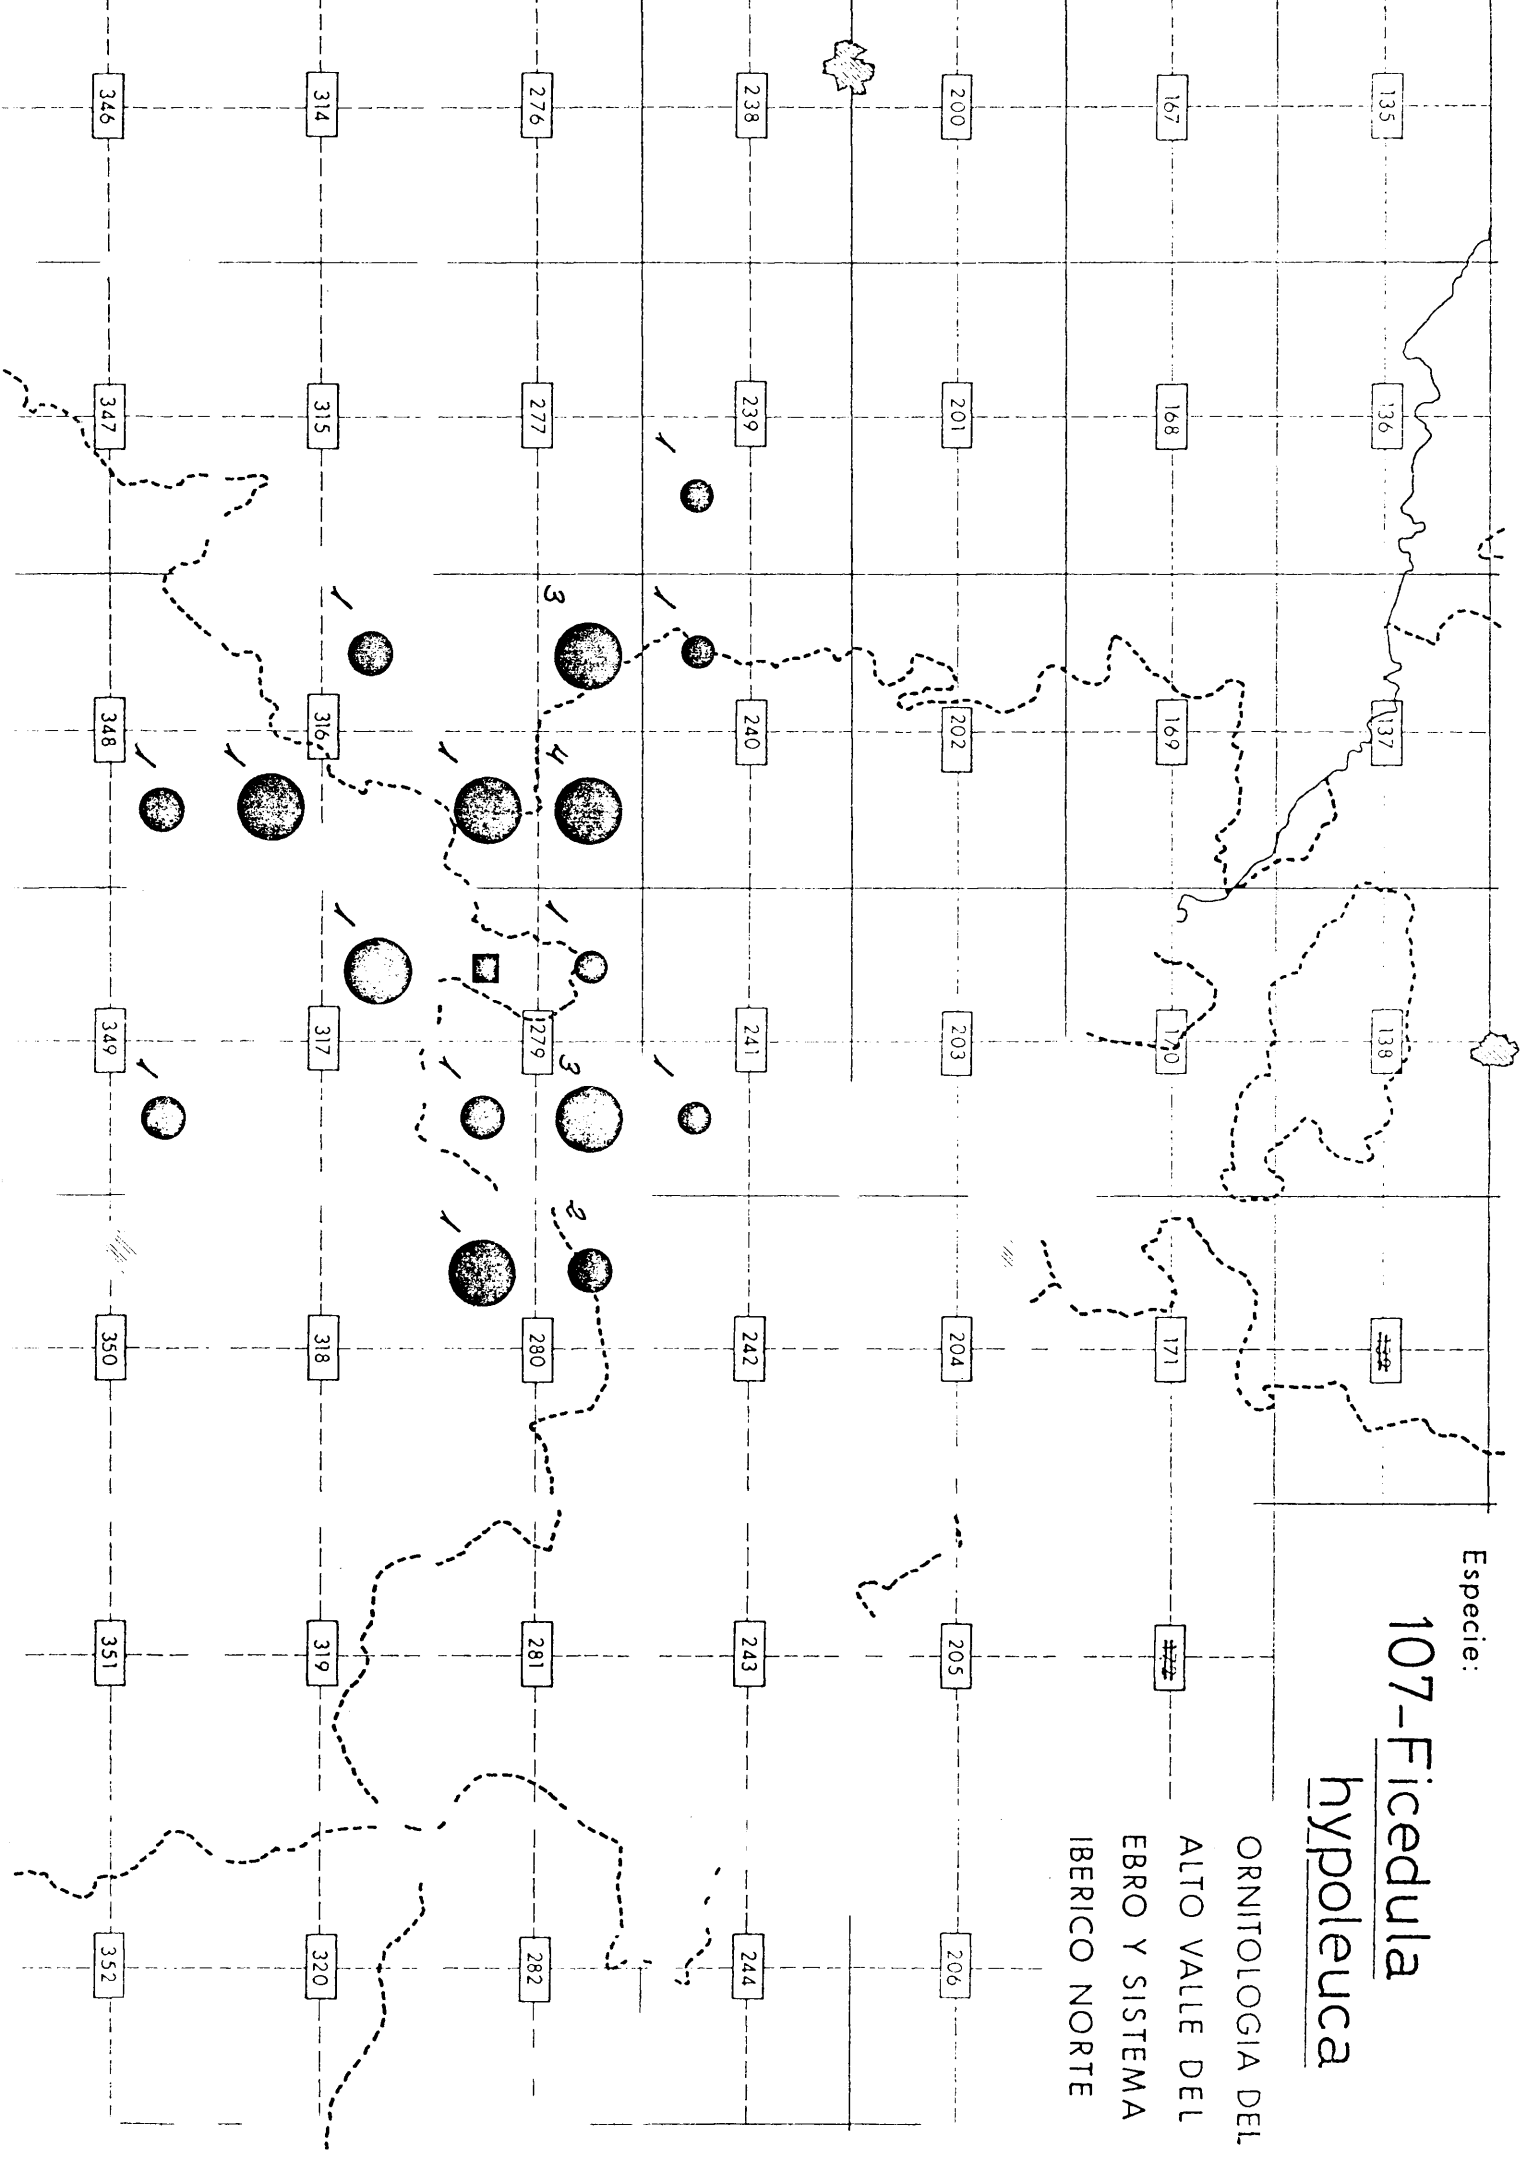 Especie:
107-Ficedula
hypoleuca
ORNITOLOGIA DEL
ALTO VALLE DEL
EBRO Y SISTEMA
IBERICO NORTE
135 136 137 138
167 168 169 170 171
200 201 202 203 204 205 206
238 239 240 241 242 243 244
1 1 1
3 4 1 3 2
276 277 279 280 281 282
1 1 1
1 1
314 315 316 317 318 319 320
1
1 1
346 347 348 349 350 351 352